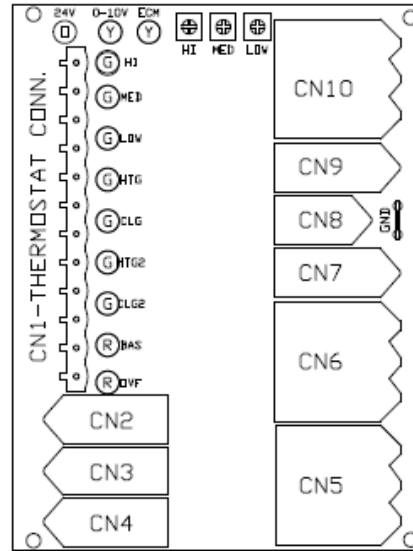 24V 0-10V ECM
O Y Y
HI MED LOW
CN1-THERMOSTAT CONN.
G HI
G MED
G LOW
G HTG
G CLG
G HTG2
G CLG2
R BAS
R OVF
CN2
CN3
CN4
CN10
CN9
CN8
GND
CN7
CN6
CN5